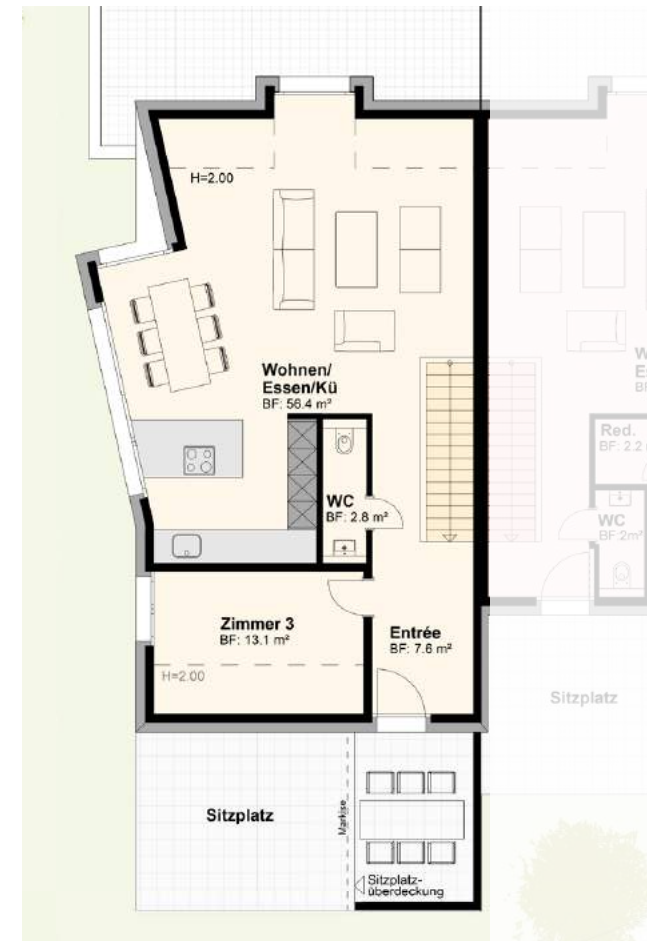 H=2.00
Wohnen/
Essen/Kü
BF: 56.4 m²
Red.
BF: 2.2
WC
BF: 2.8 m²
WC
BF 2m²
Zimmer 3
BF: 13.1 m²
Entrée
BF: 7.6 m²
H=2.00
Sitzplatz
Sitzplatz
Markise
Sitzplatz-
überdeckung